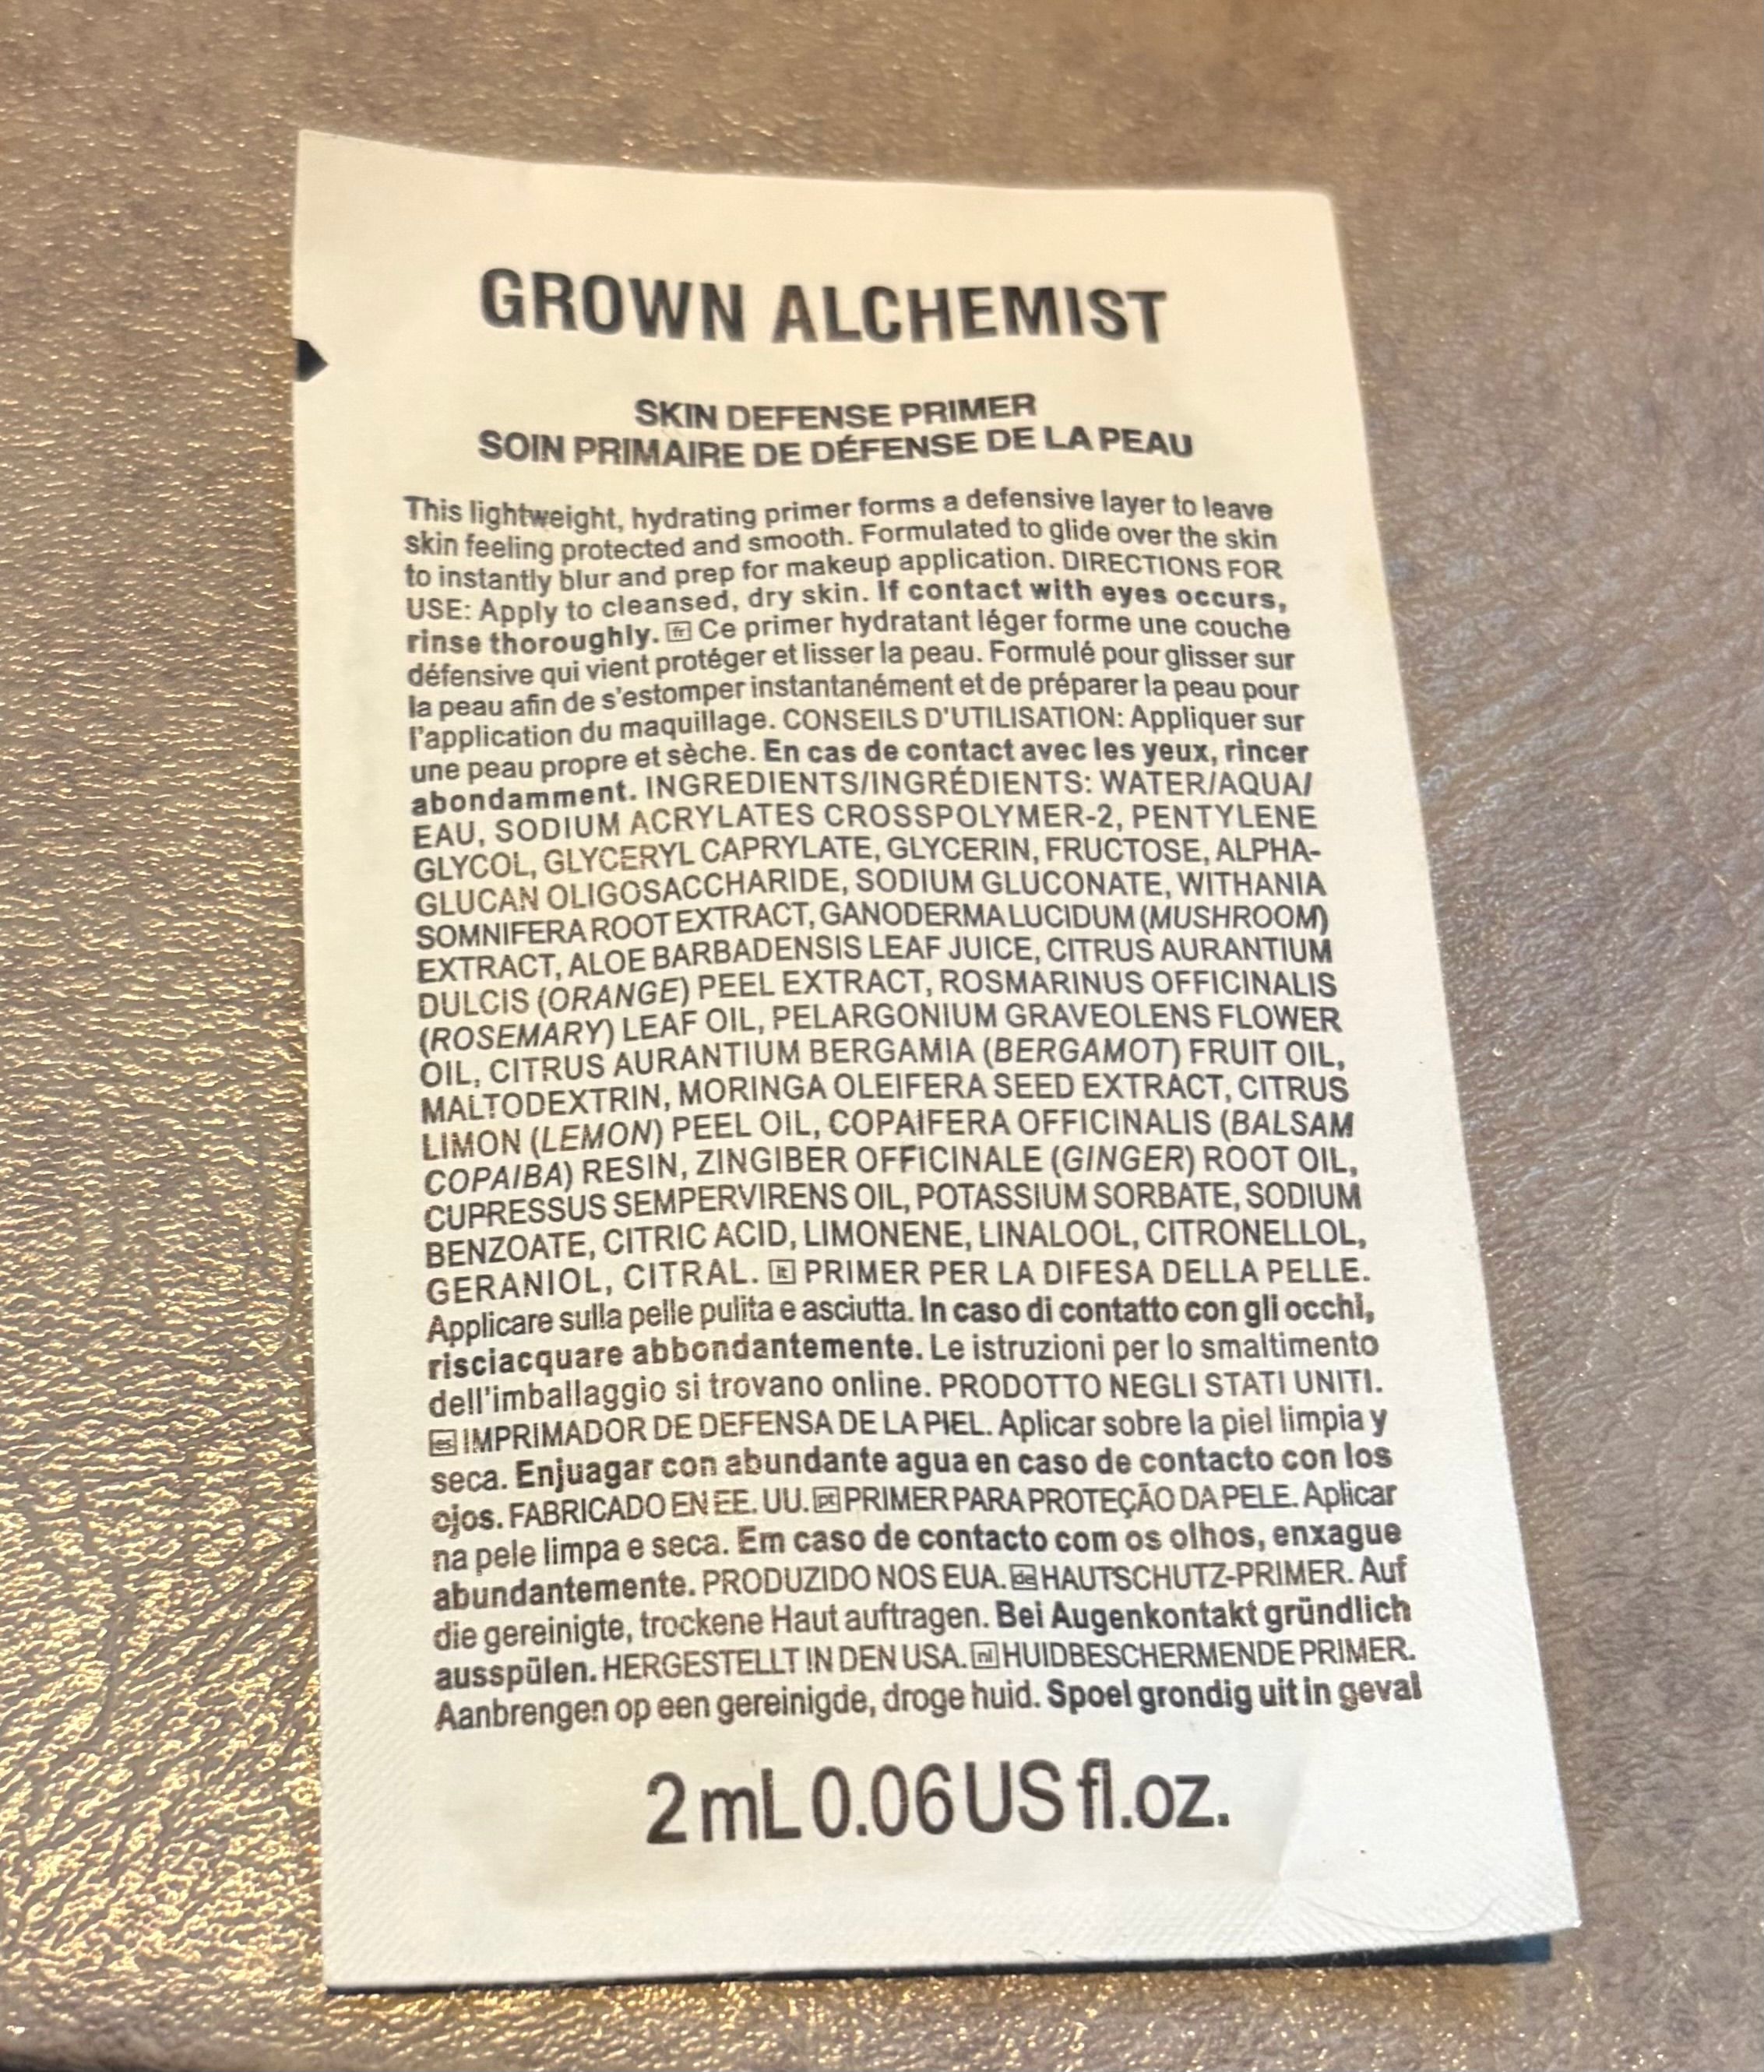 GROWN ALCHEMIST
SKIN DEFENSE PRIMER
SOIN PRIMAIRE DE DÉFENSE DE LA PEAU
This lightweight, hydrating primer forms a defensive layer to leave
skin feeling protected and smooth. Formulated to glide over the skin
to instantly blur and prep for makeup application. DIRECTIONS FOR
USE: Apply to cleansed, dry skin. If contact with eyes occurs,
rinse thoroughly. fr Ce primer hydratant léger forme une couche
défensive qui vient protéger et lisser la peau. Formulé pour glisser sur
la peau afin de s'estomper instantanément et de préparer la peau pour
l'application du maquillage. CONSEILS D'UTILISATION: Appliquer sur
une peau propre et sèche. En cas de contact avec les yeux, rincer
abondamment. INGREDIENTS/INGRÉDIENTS: WATER/AQUA/
EAU, SODIUM ACRYLATES CROSSPOLYMER-2, PENTYLENE
GLYCOL, GLYCERYL CAPRYLATE, GLYCERIN, FRUCTOSE, ALPHA-
GLUCAN OLIGOSACCHARIDE, SODIUM GLUCONATE, WITHANIA
SOMNIFERA ROOT EXTRACT, GANODERMA LUCIDUM (MUSHROOM)
EXTRACT, ALOE BARBADENSIS LEAF JUICE, CITRUS AURANTIUM
DULCIS (ORANGE) PEEL EXTRACT, ROSMARINUS OFFICINALIS
(ROSEMARY) LEAF OIL, PELARGONIUM GRAVEOLENS FLOWER
OIL, CITRUS AURANTIUM BERGAMIA (BERGAMOT) FRUIT OIL,
MALTODEXTRIN, MORINGA OLEIFERA SEED EXTRACT, CITRUS
LIMON (LEMON) PEEL OIL, COPAIFERA OFFICINALIS (BALSAM
COPAIBA) RESIN, ZINGIBER OFFICINALE (GINGER) ROOT OIL,
CUPRESSUS SEMPERVIRENS OIL, POTASSIUM SORBATE, SODIUM
BENZOATE, CITRIC ACID, LIMONENE, LINALOOL, CITRONELLOL,
GERANIOL, CITRAL. it PRIMER PER LA DIFESA DELLA PELLE.
Applicare sulla pelle pulita e asciutta. In caso di contatto con gli occhi,
risciacquare abbondantemente. Le istruzioni per lo smaltimento
dell'imballaggio si trovano online. PRODOTTO NEGLI STATI UNITI.
es IMPRIMADOR DE DEFENSA DE LA PIEL. Aplicar sobre la piel limpia y
seca. Enjuagar con abundante agua en caso de contacto con los
ojos. FABRICADO EN EE. UU. pt PRIMER PARA PROTEÇÃO DA PELE. Aplicar
na pele limpa e seca. Em caso de contacto com os olhos, enxague
abundantemente. PRODUZIDO NOS EUA. de HAUTSCHUTZ-PRIMER. Auf
die gereinigte, trockene Haut auftragen. Bei Augenkontakt gründlich
ausspülen. HERGESTELLT IN DEN USA. nl HUIDBESCHERMENDE PRIMER.
Aanbrengen op een gereinigde, droge huid. Spoel grondig uit in geval
2 mL 0.06 US fl.oz.